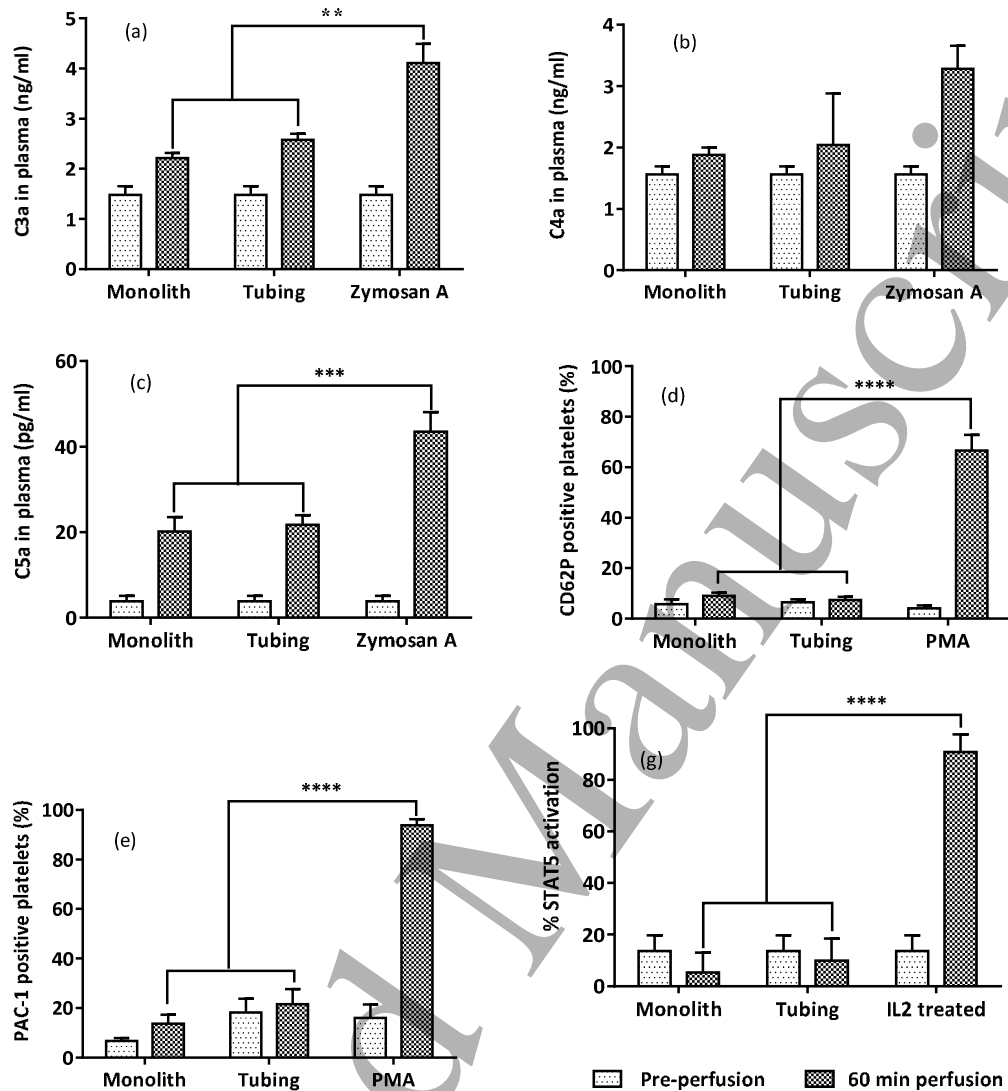 (a)
**
C3a in plasma (ng/ml)
5
4
3
2
1
0
Monolith Tubing Zymosan A
(b)
C4a in plasma (ng/ml)
4
3
2
1
0
Monolith Tubing Zymosan A
(c)
***
C5a in plasma (pg/ml)
60
40
20
0
Monolith Tubing Zymosan A
(d)
****
CD62P positive platelets (%)
100
80
60
40
20
0
Monolith Tubing PMA
(e)
****
PAC-1 positive platelets (%)
100
80
60
40
20
0
Monolith Tubing PMA
(g)
****
% STAT5 activation
100
80
60
40
20
0
Monolith Tubing IL2 treated
Pre-perfusion 60 min perfusion
d Manuscri